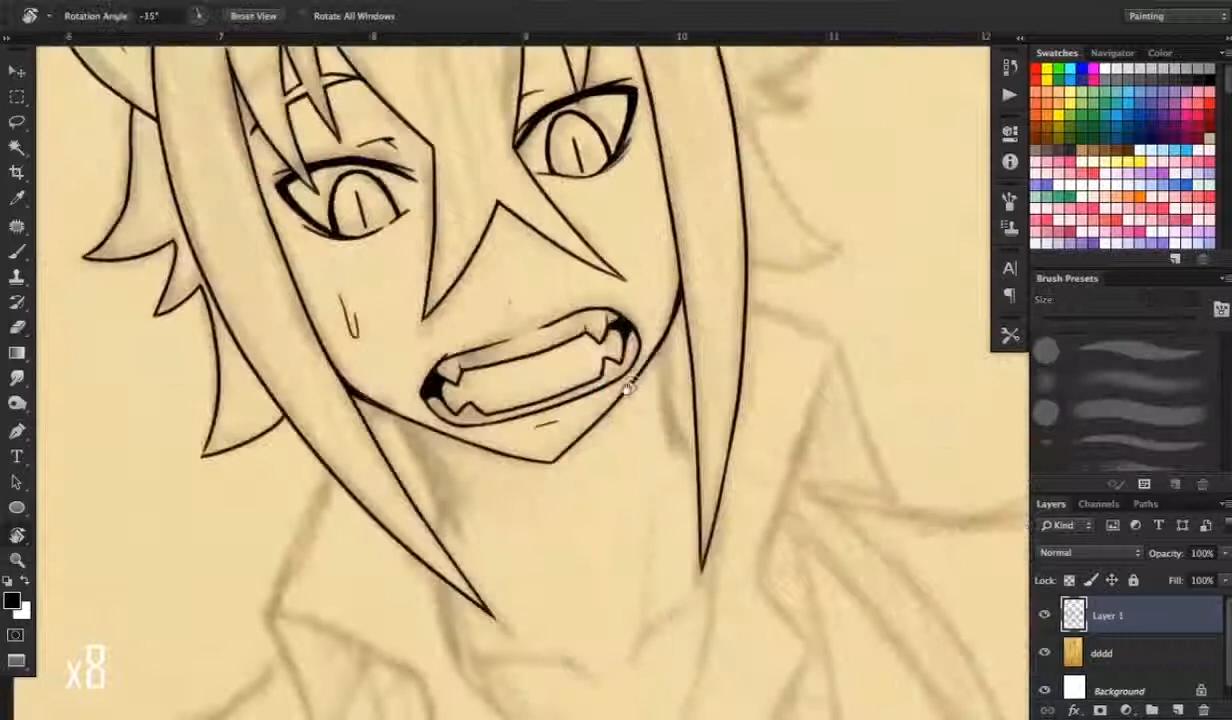 Rotation Angle -15° Reset View Rotate All Windows Painting
6 7 8 9 10 11 12
Swatches Navigator Color
Brush Presets
Size:
Layers Channels Paths
Kind
Normal Opacity: 100%
Lock: Fill: 100%
Layer 1
dddd
Background
x8